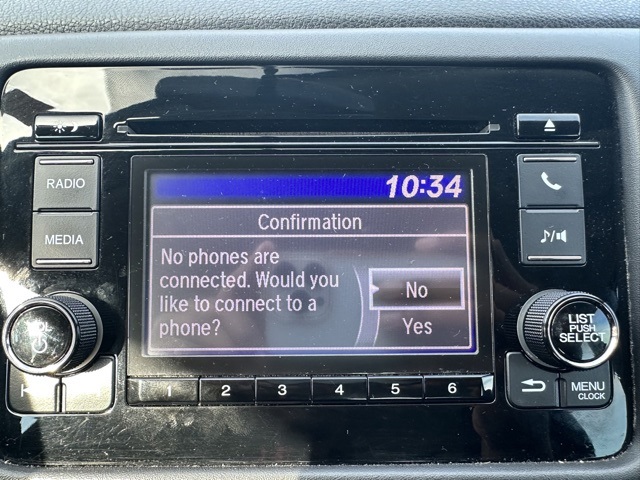 RADIO
MEDIA
10:34
Confirmation
No phones are
connected. Would you
like to connect to a
phone?
No
Yes
VOL
1 2 3 4 5 6
LIST
PUSH
SELECT
MENU
CLOCK